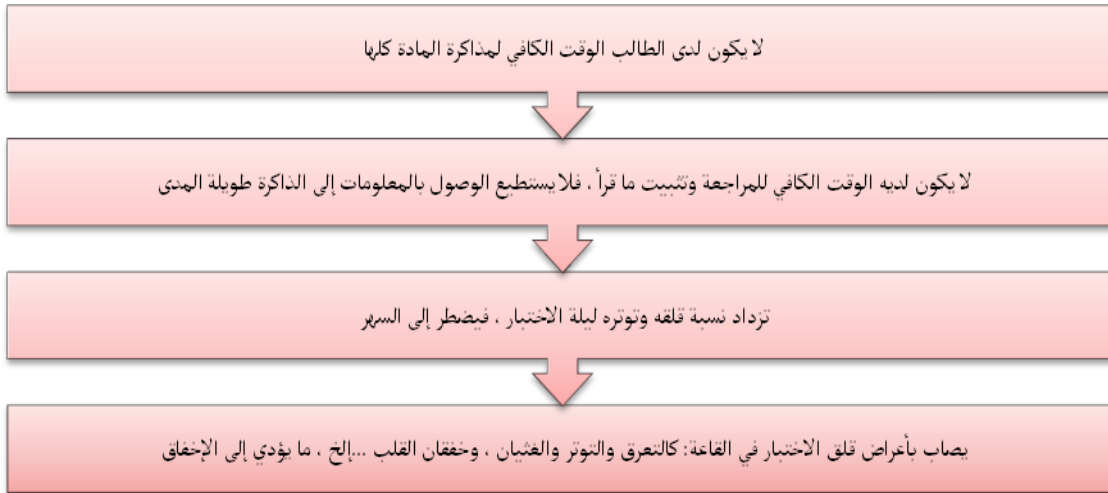 لا يكون لدى الطالب الوقت الكافي لمذاكرة المادة كلها
لا يكون لديه الوقت الكافي للمراجعة وتثبيت ما قرأ ، فلا يستطيع الوصول بالمعلومات إلى الذاكرة طويلة المدى
تزداد نسبة قلقه وتوتره ليلة الاختبار ، فيضطر إلى السهر
يصاب بأعراض قلق الاختبار في القاعة: كالتعرق والتوتر والغثيان ، وخفقان القلب ...إلخ ، ما يؤدي إلى الإخفاق